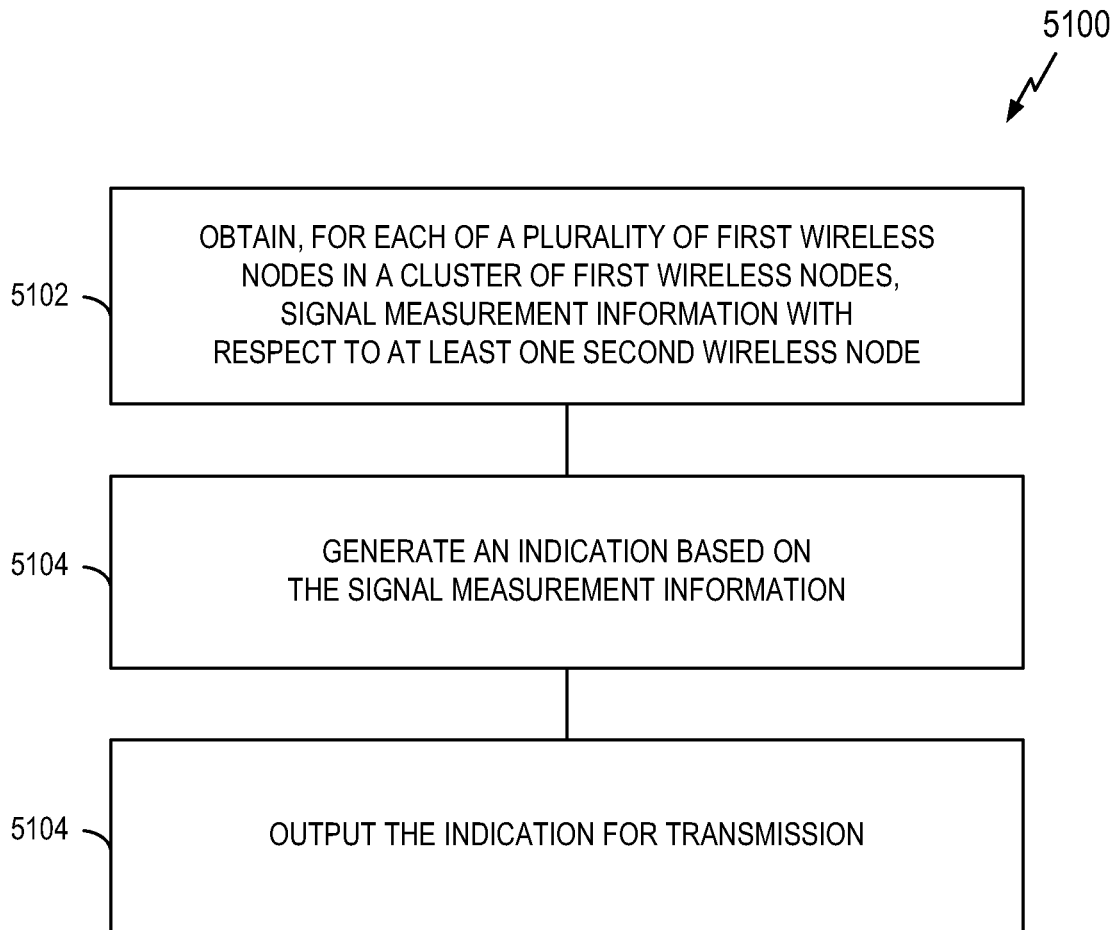 5100
5102
OBTAIN, FOR EACH OF A PLURALITY OF FIRST WIRELESS
NODES IN A CLUSTER OF FIRST WIRELESS NODES,
SIGNAL MEASUREMENT INFORMATION WITH
RESPECT TO AT LEAST ONE SECOND WIRELESS NODE
5104
GENERATE AN INDICATION BASED ON
THE SIGNAL MEASUREMENT INFORMATION
5104
OUTPUT THE INDICATION FOR TRANSMISSION